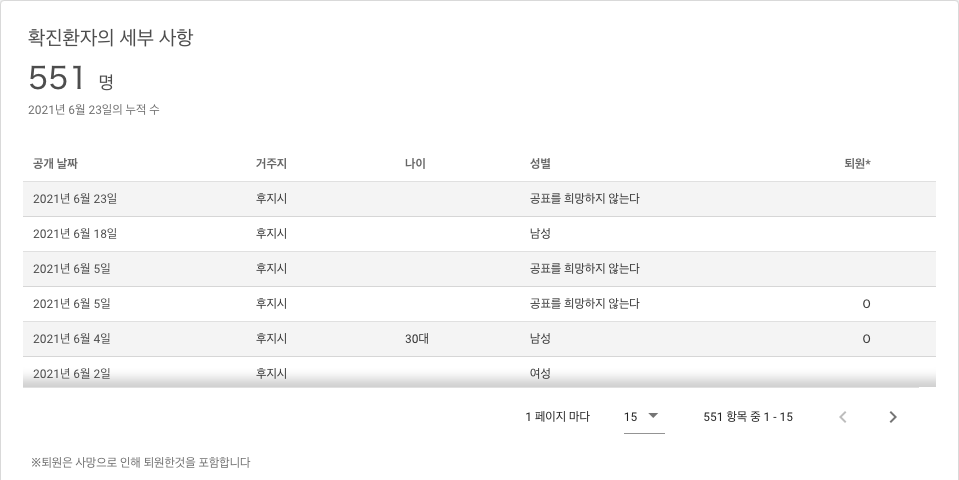 확진환자의 세부 사항
551 명
2021년 6월 23일의 누적 수
공개 날짜 거주지 나이 성별 퇴원*
2021년 6월 23일 후지시 공표를 희망하지 않는다
2021년 6월 18일 후지시 남성
2021년 6월 5일 후지시 공표를 희망하지 않는다
2021년 6월 5일 후지시 공표를 희망하지 않는다 O
2021년 6월 4일 후지시 30대 남성 O
2021년 6월 2일 후지시 여성
1 페이지 마다 15 551 항목 중 1 - 15
※퇴원은 사망으로 인해 퇴원한것을 포함합니다